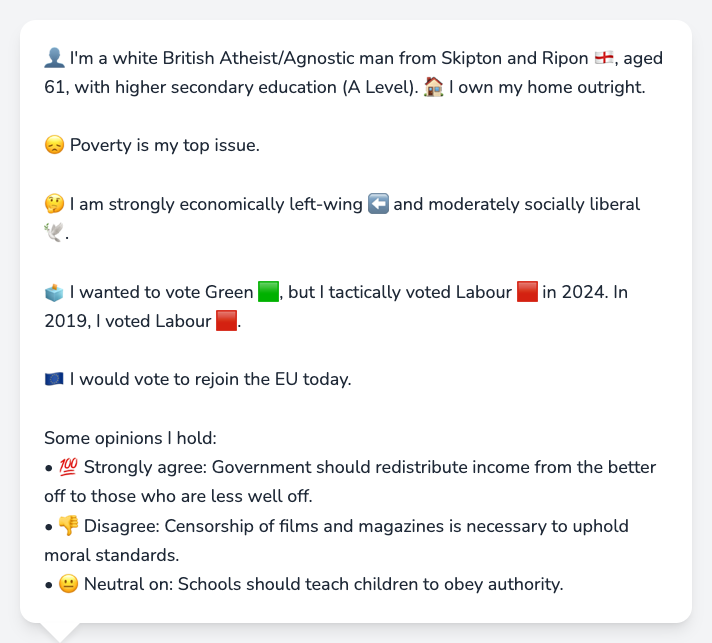 👤 I'm a white British Atheist/Agnostic man from Skipton and Ripon 🏴󠁧󠁢󠁥󠁮󠁧󠁿, aged
61, with higher secondary education (A Level). 🏠 I own my home outright.
😞 Poverty is my top issue.
🤔 I am strongly economically left-wing ⬅️ and moderately socially liberal
🕊️.
🗳️ I wanted to vote Green 🟩, but I tactically voted Labour 🟥 in 2024. In
2019, I voted Labour 🟥.
🇪🇺 I would vote to rejoin the EU today.
Some opinions I hold:
• 💯 Strongly agree: Government should redistribute income from the better
off to those who are less well off.
• 👎 Disagree: Censorship of films and magazines is necessary to uphold
moral standards.
• 😐 Neutral on: Schools should teach children to obey authority.